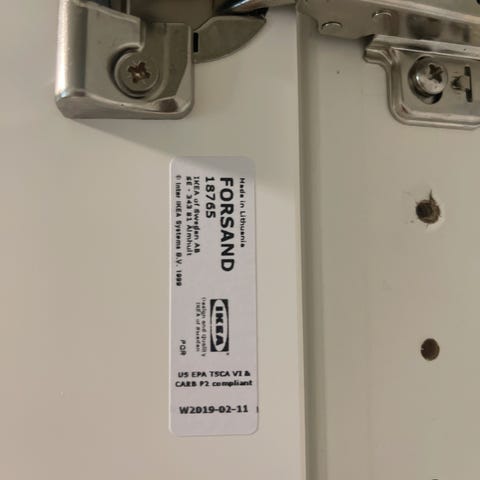 Made in Lithuania
FORSAND
18765
IKEA of Sweden AB
SE - 343 81 Älmhult
© Inter IKEA Systems B.V. 1999
IKEA
Design and Quality
IKEA of Sweden
PQR
US EPA TSCA VI &
CARB P2 compliant
W2019-02-11